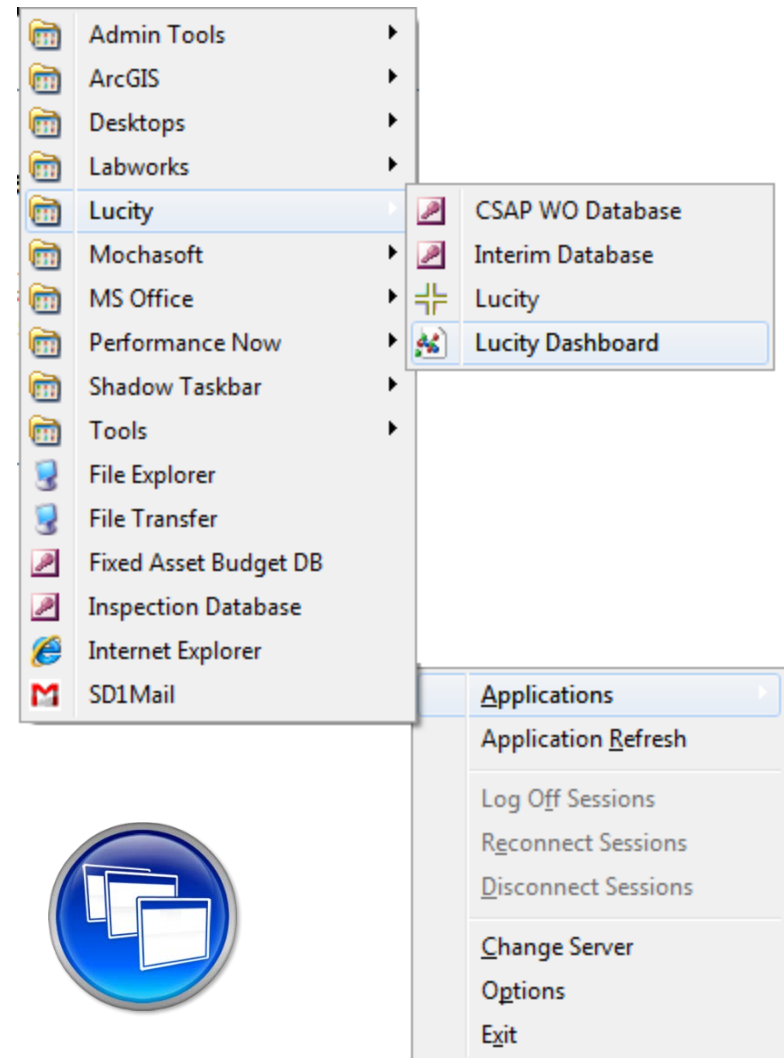 Admin Tools
ArcGIS
Desktops
Labworks
Lucity
Mochasoft
MS Office
Performance Now
Shadow Taskbar
Tools
File Explorer
File Transfer
Fixed Asset Budget DB
Inspection Database
Internet Explorer
SD1Mail
CSAP WO Database
Interim Database
Lucity
Lucity Dashboard
Applications
Application Refresh
Log Off Sessions
Reconnect Sessions
Disconnect Sessions
Change Server
Options
Exit